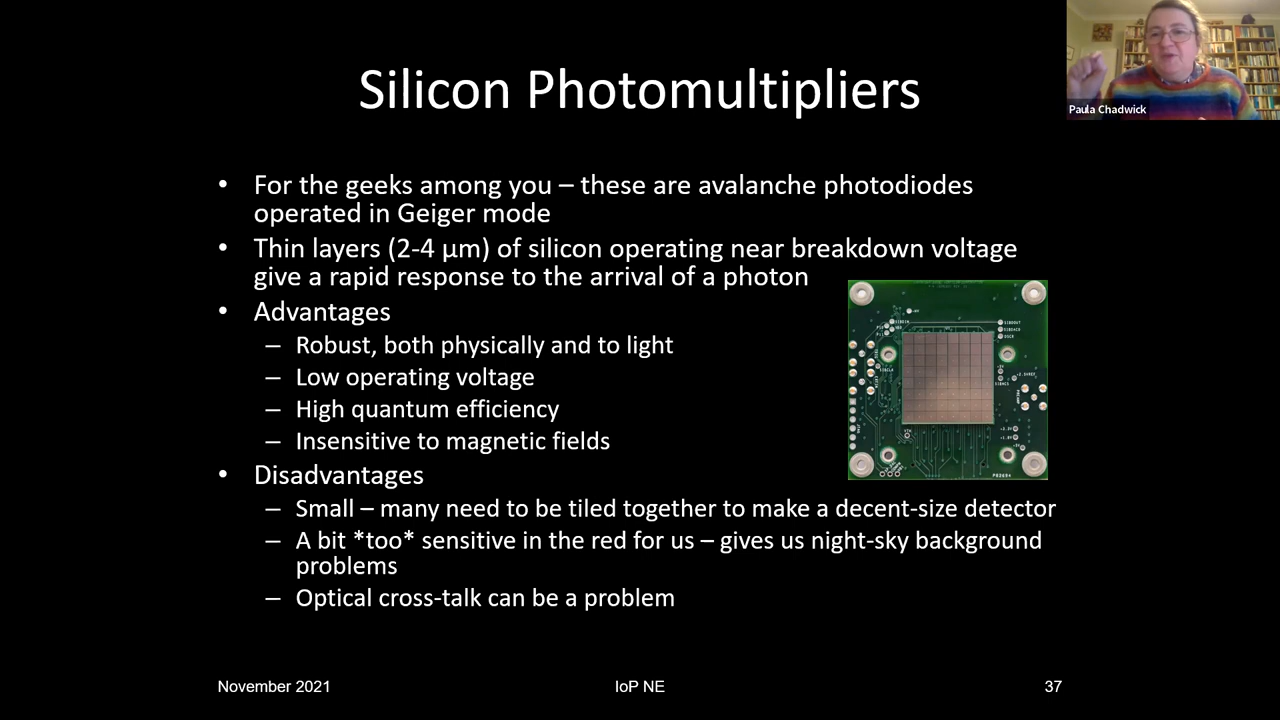 Silicon Photomultipliers
Paula Chadwick
• For the geeks among you – these are avalanche photodiodes
operated in Geiger mode
• Thin layers (2-4 µm) of silicon operating near breakdown voltage
give a rapid response to the arrival of a photon
• Advantages
– Robust, both physically and to light
– Low operating voltage
– High quantum efficiency
– Insensitive to magnetic fields
• Disadvantages
– Small – many need to be tiled together to make a decent-size detector
– A bit *too* sensitive in the red for us – gives us night-sky background
problems
– Optical cross-talk can be a problem
November 2021
IoP NE
37